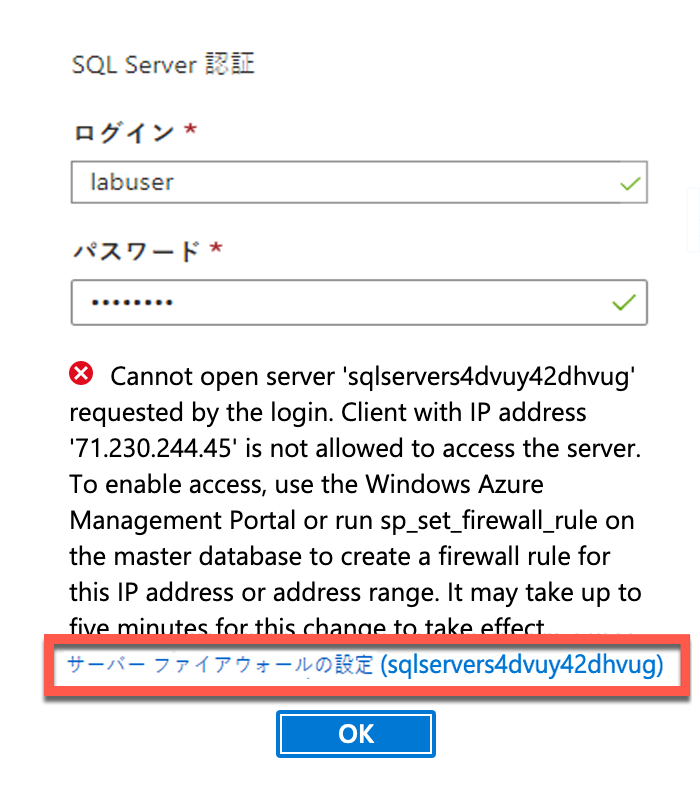 SQL Server 認証
ログイン *
labuser
パスワード *
••••••••
Cannot open server 'sqlservers4dvuy42dhvug'
requested by the login. Client with IP address
'71.230.244.45' is not allowed to access the server.
To enable access, use the Windows Azure
Management Portal or run sp_set_firewall_rule on
the master database to create a firewall rule for
this IP address or address range. It may take up to
five minutes for this change to take effect.
サーバー ファイアウォールの設定 (sqlservers4dvuy42dhvug)
OK